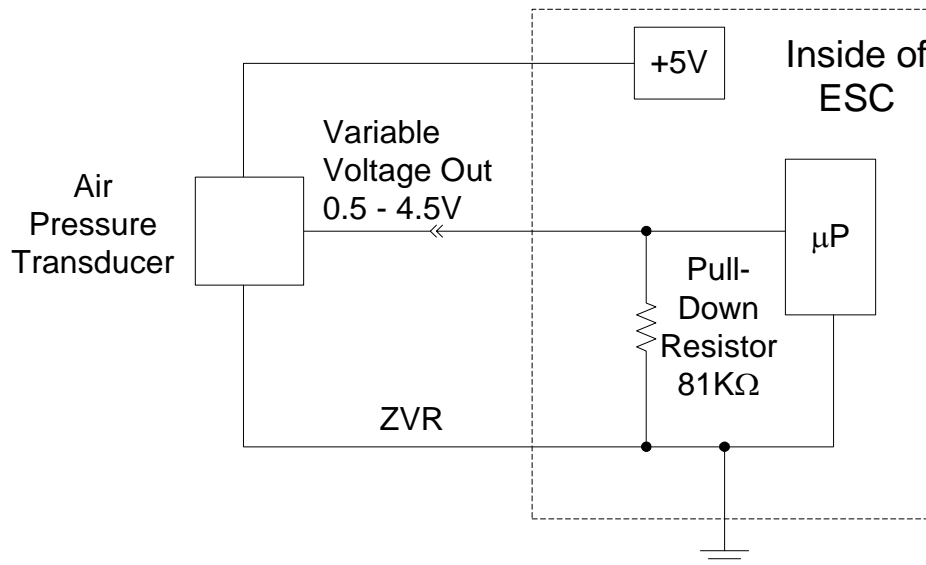 +5V
Inside of
ESC
Variable
Voltage Out
0.5 - 4.5V
Air
Pressure
Transducer
μP
Pull-
Down
Resistor
81KΩ
ZVR